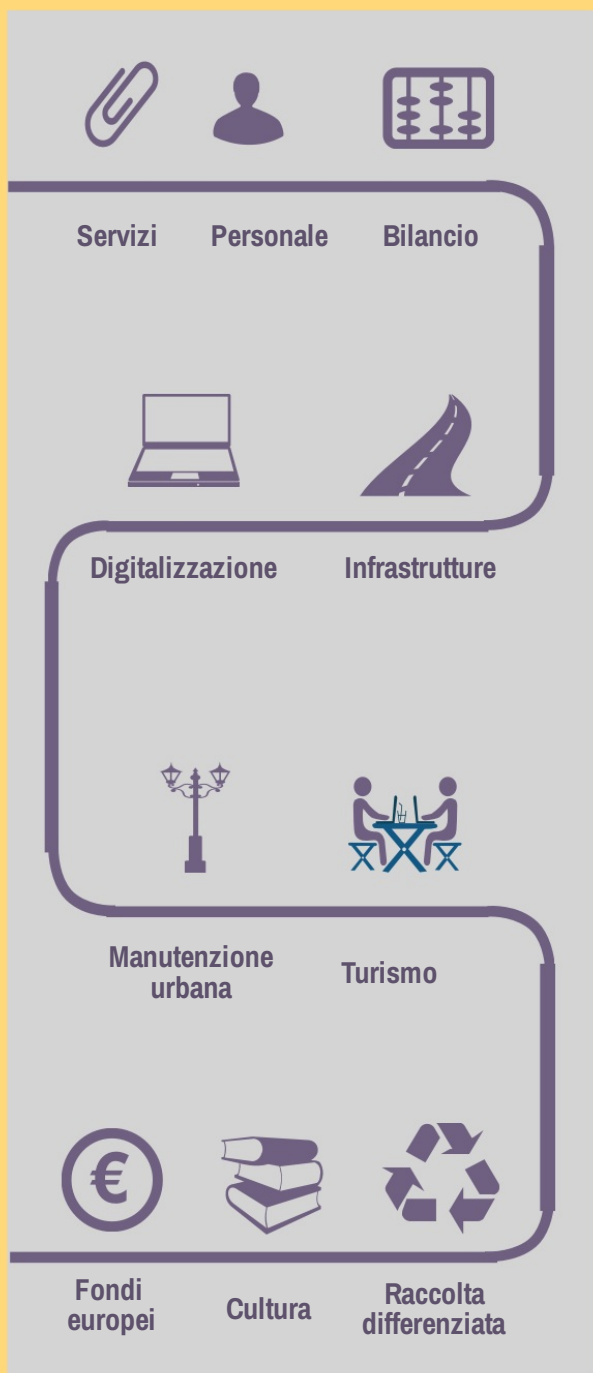 Servizi Personale Bilancio
Digitalizzazione Infrastrutture
Manutenzione
urbana
Turismo
€
Fondi
europei
Cultura
Raccolta
differenziata